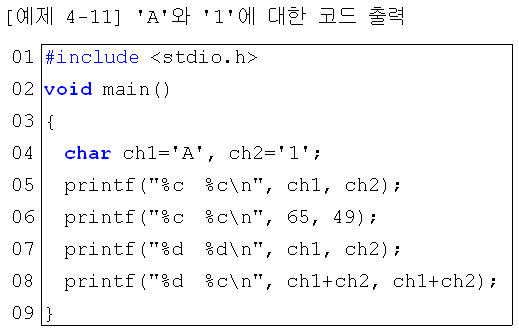 [예제 4-11] 'A'와 '1'에 대한 코드 출력
01 #include <stdio.h>
02 void main()
03 {
04 char ch1='A', ch2='1';
05 printf("%c  %c\n", ch1, ch2);
06 printf("%c  %c\n", 65, 49);
07 printf("%d  %d\n", ch1, ch2);
08 printf("%d  %c\n", ch1+ch2, ch1+ch2);
09 }